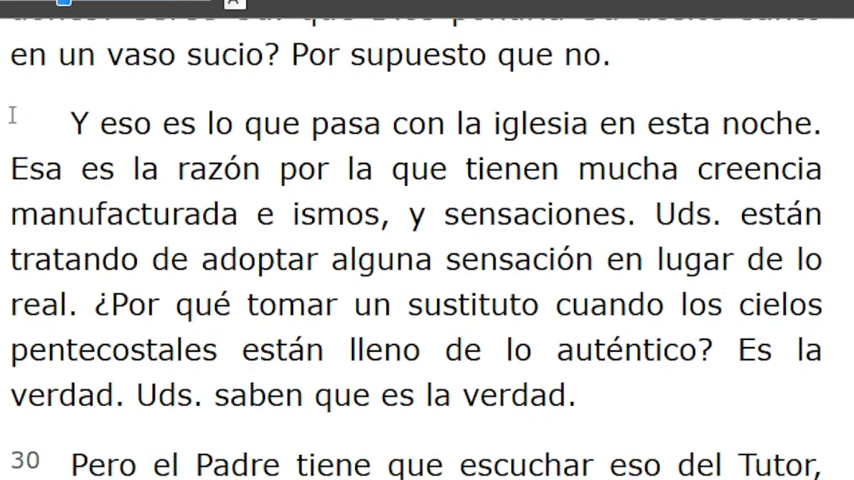 en un vaso sucio? Por supuesto que no.
Y eso es lo que pasa con la iglesia en esta noche.
Esa es la razón por la que tienen mucha creencia
manufacturada e ismos, y sensaciones. Uds. están
tratando de adoptar alguna sensación en lugar de lo
real. ¿Por qué tomar un sustituto cuando los cielos
pentecostales están lleno de lo auténtico? Es la
verdad. Uds. saben que es la verdad.
30 Pero el Padre tiene que escuchar eso del Tutor,